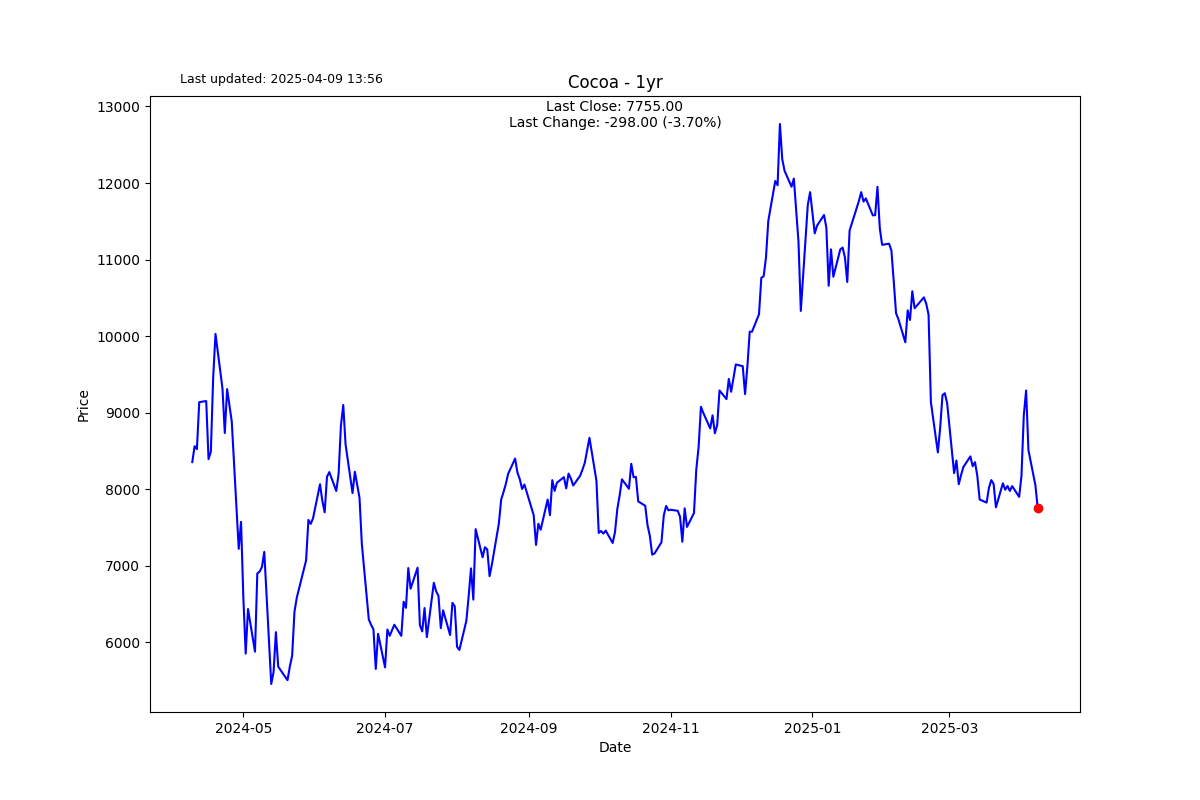 Last updated: 2025-04-09 13:56
Cocoa - 1yr
Last Close: 7755.00
Last Change: -298.00 (-3.70%)
13000
12000
11000
10000
9000
8000
7000
6000
Price
2024-05
2024-07
2024-09
2024-11
2025-01
2025-03
Date